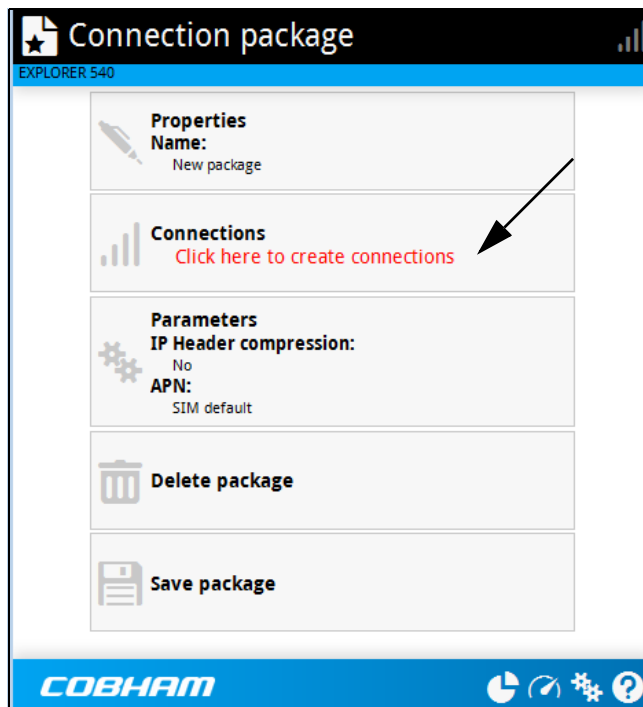 Connection package
EXPLORER 540
Properties
Name:
New package
Connections
Click here to create connections
Parameters
IP Header compression:
No
APN:
SIM default
Delete package
Save package
COBHAM
?